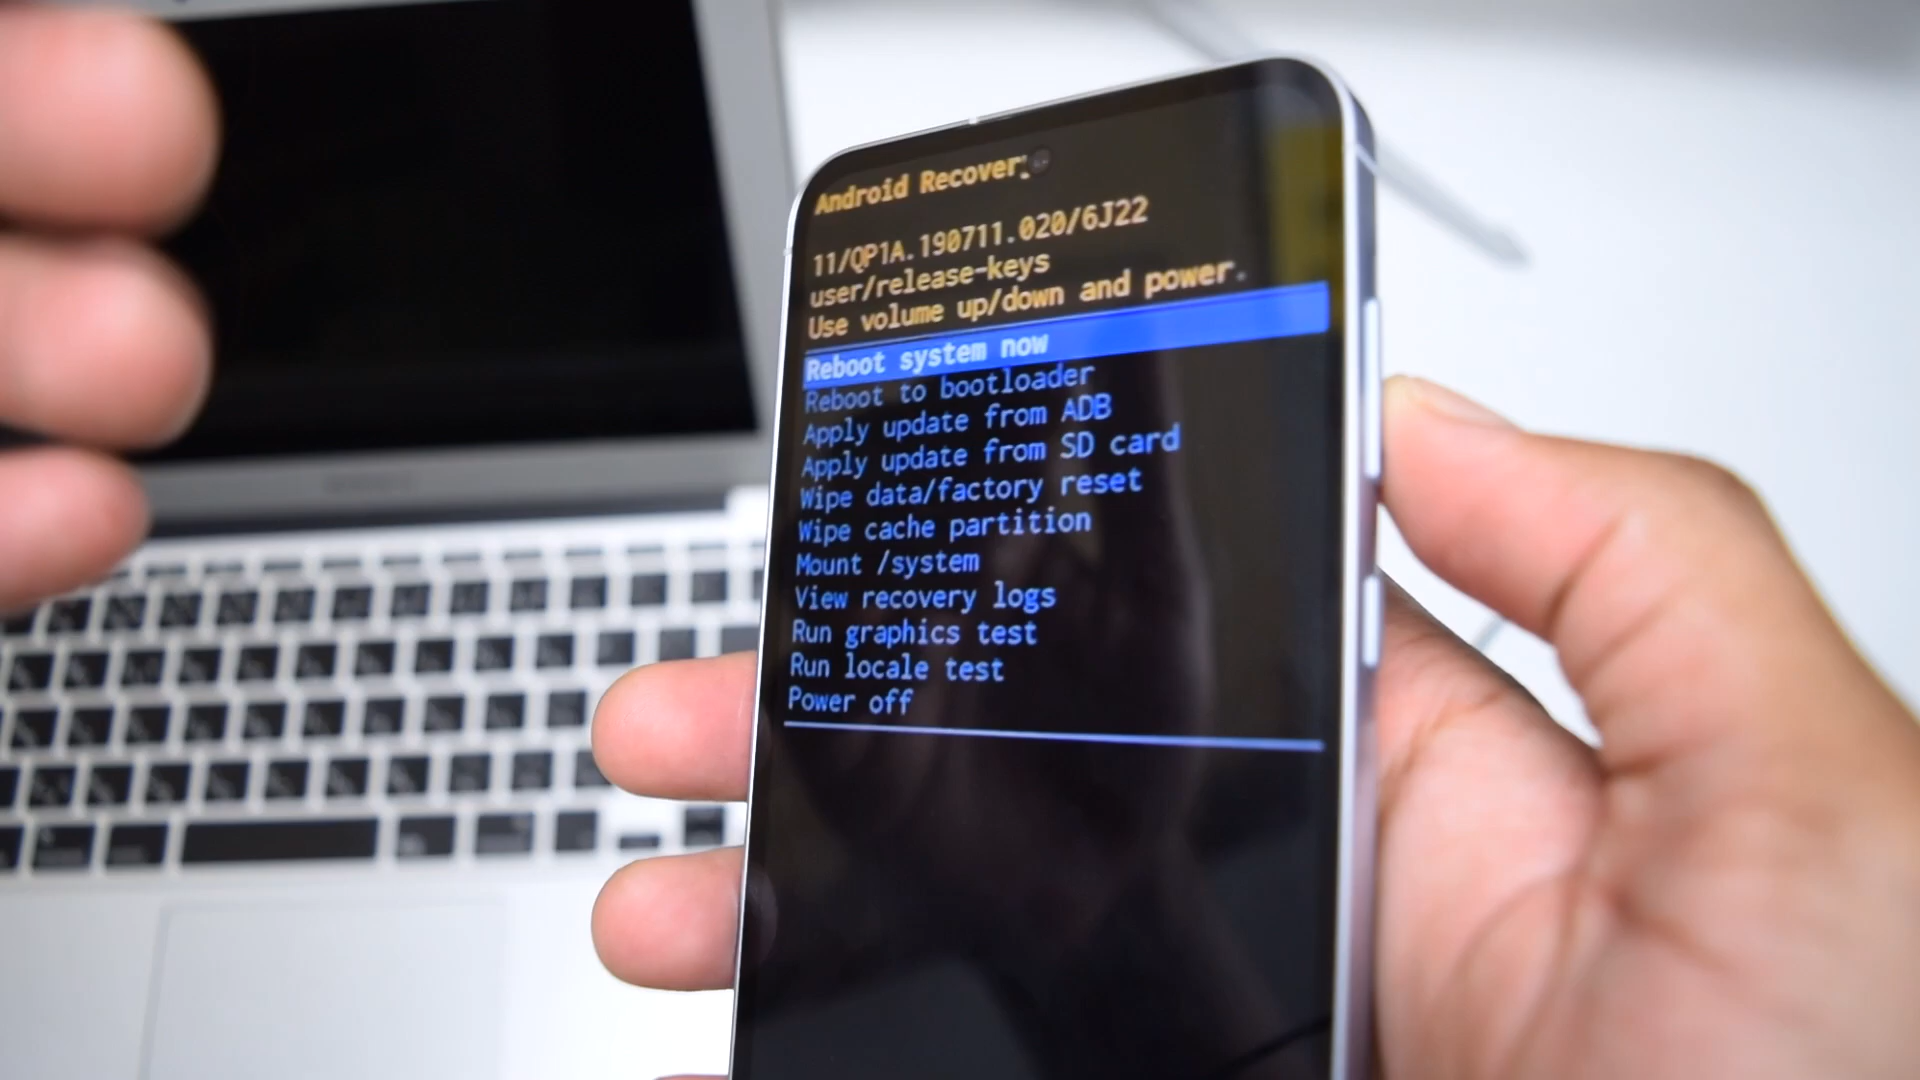 Android Recovery
11/QP1A.190711.020/6J22
user/release-keys
Use volume up/down and power.
Reboot system now
Reboot to bootloader
Apply update from ADB
Apply update from SD card
Wipe data/factory reset
Wipe cache partition
Mount /system
View recovery logs
Run graphics test
Run locale test
Power off